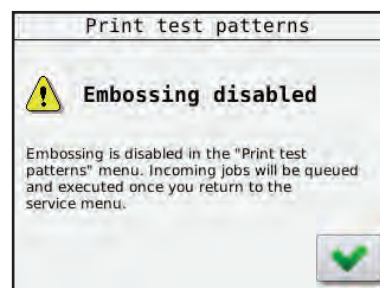 Print test patterns
Embossing disabled
Embossing is disabled in the "Print test
patterns" menu. Incoming jobs will be queued
and executed once you return to the
service menu.